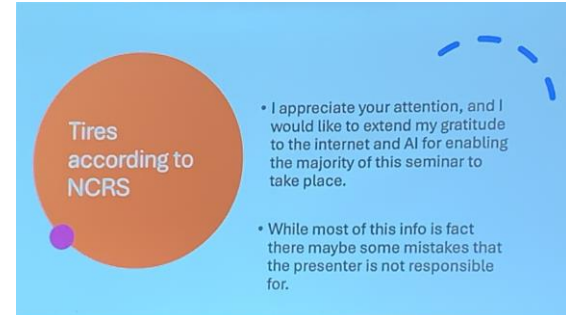 Tires
according to
NCRS
• I appreciate your attention, and I
would like to extend my gratitude
to the internet and AI for enabling
the majority of this seminar to
take place.
• While most of this info is fact
there maybe some mistakes that
the presenter is not responsible
for.